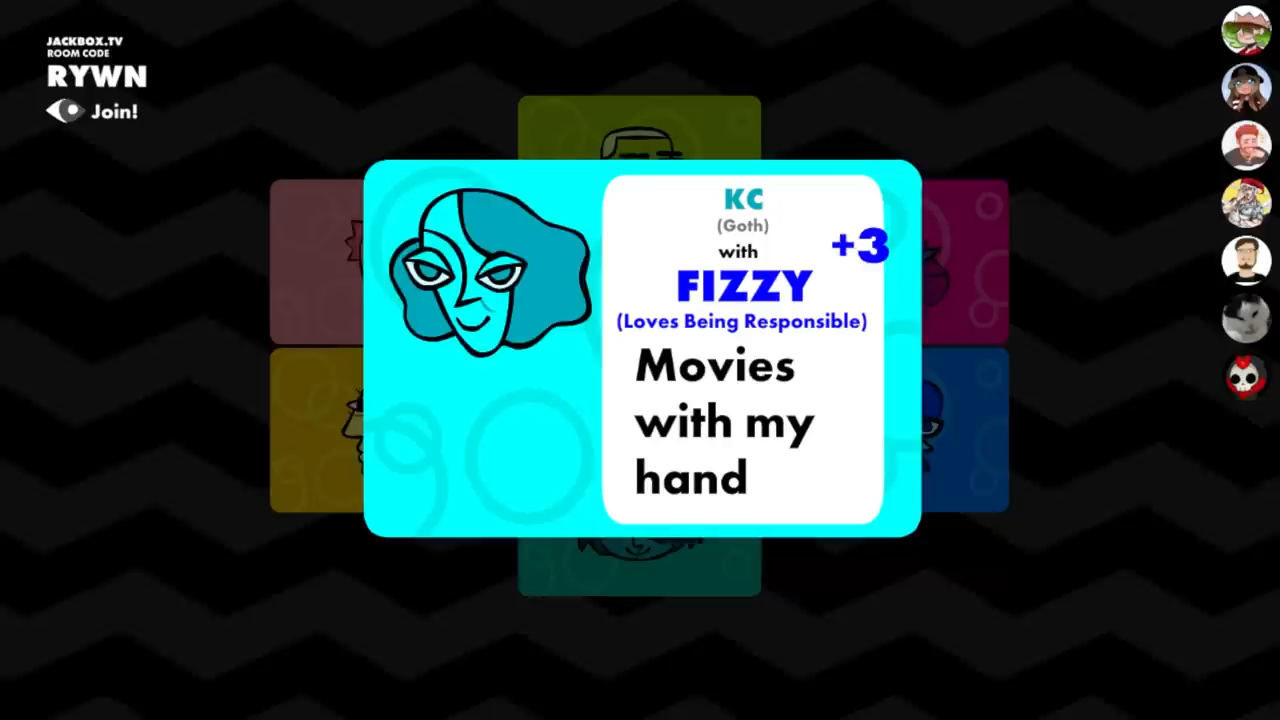 JACKBOX.TV
ROOM CODE
RYWN
Join!
KC
(Goth)
with
+3
FIZZY
(Loves Being Responsible)
Movies
with my
hand